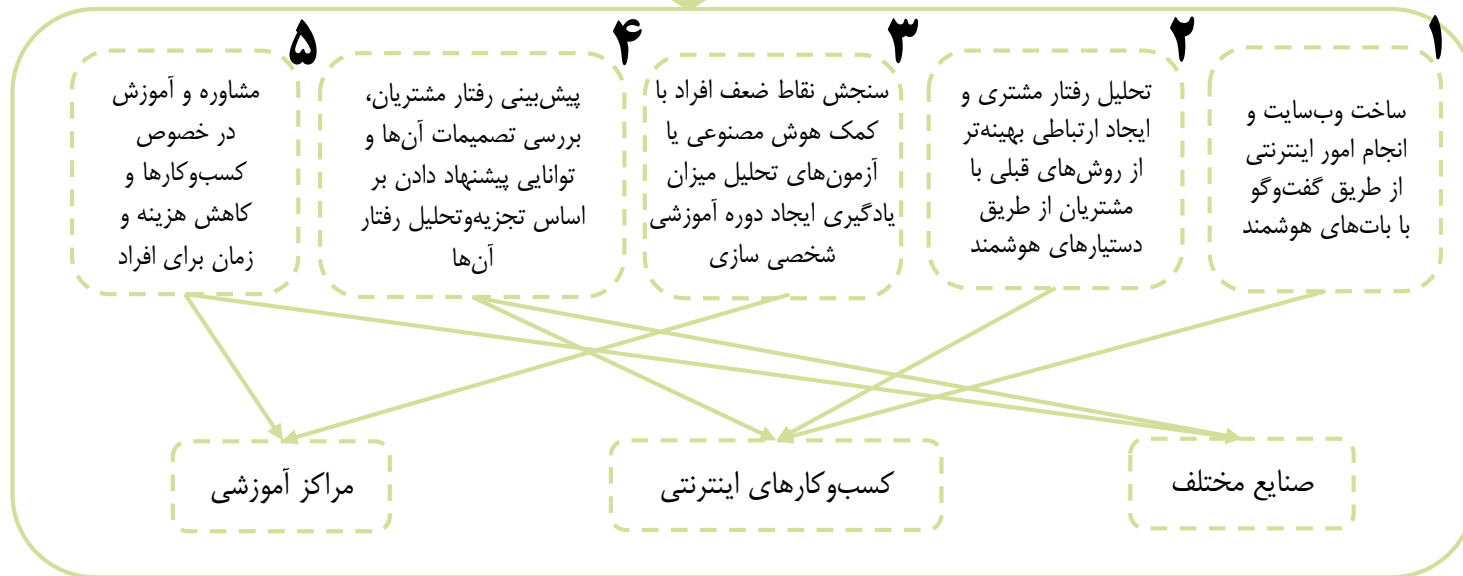 ۱
ساخت وب‌سایت و
انجام امور اینترنتی
از طریق گفت‌وگو
با بات‌های هوشمند
۲
تحلیل رفتار مشتری و
ایجاد ارتباطی بهینه‌تر
از روش‌های قبلی با
مشتریان از طریق
دستیارهای هوشمند
۳
سنجش نقاط ضعف افراد با
کمک هوش مصنوعی یا
آزمون‌های تحلیل میزان
یادگیری ایجاد دوره آموزشی
شخصی سازی
۴
پیش‌بینی رفتار مشتریان،
بررسی تصمیمات آن‌ها و
توانایی پیشنهاد دادن بر
اساس تجزیه‌وتحلیل رفتار
آن‌ها
۵
مشاوره و آموزش
در خصوص
کسب‌وکارها و
کاهش هزینه و
زمان برای افراد
صنایع مختلف
کسب‌وکارهای اینترنتی
مراکز آموزشی